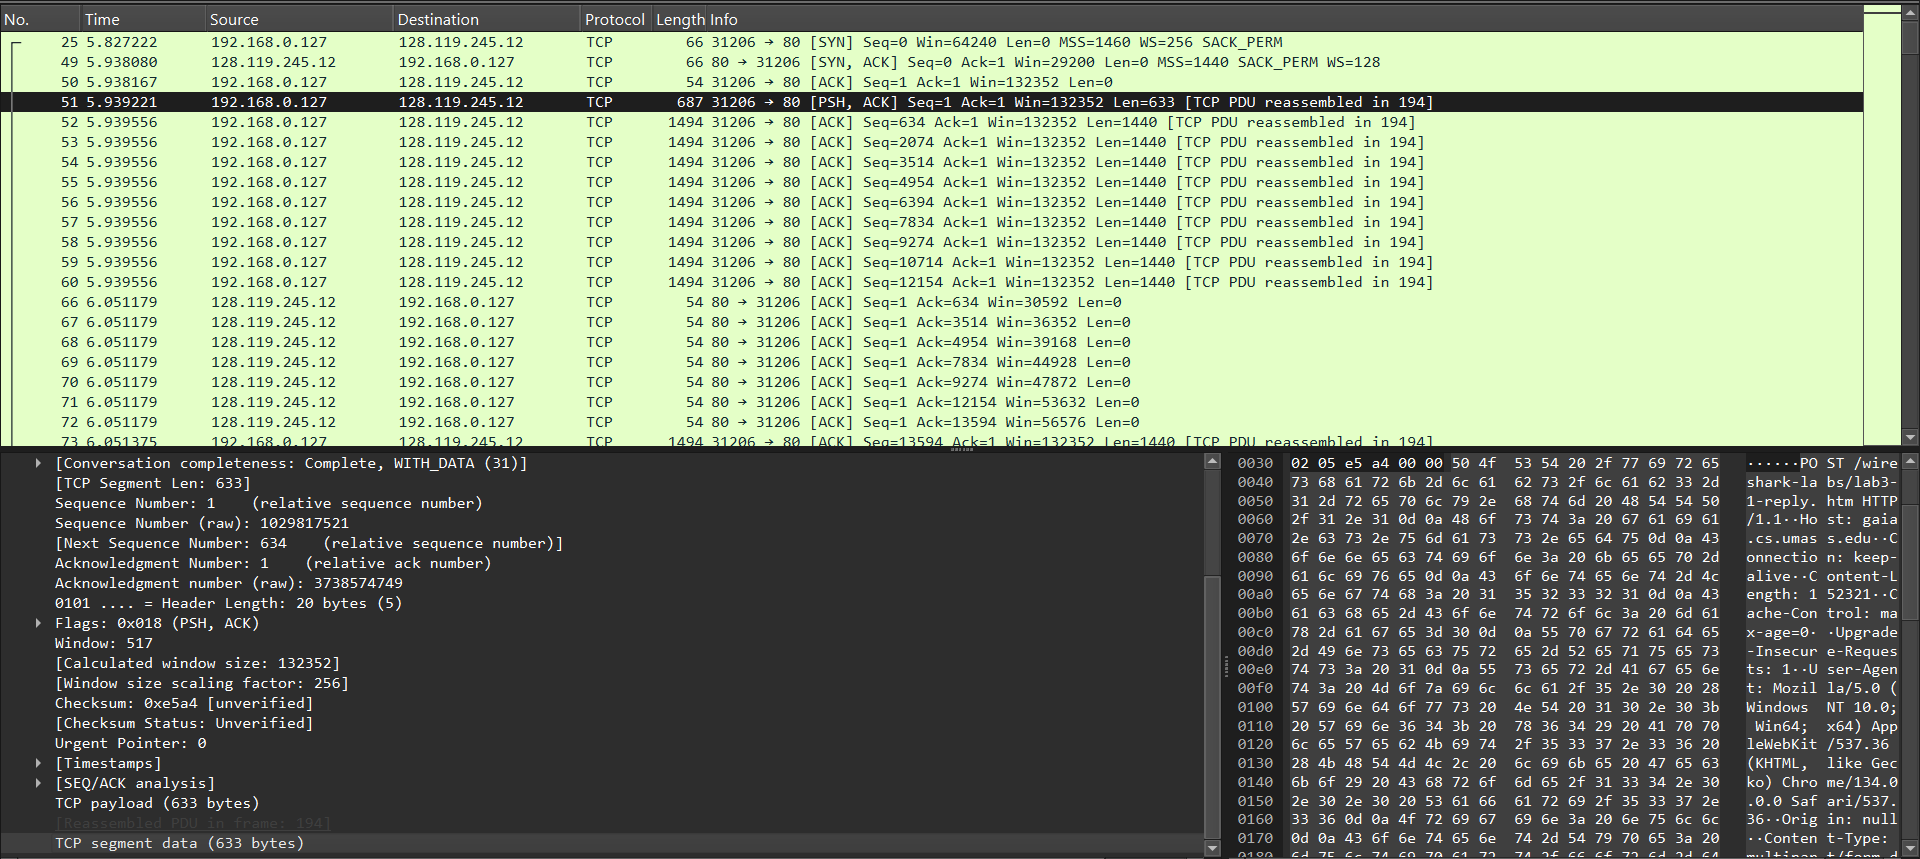 No. Time Source Destination Protocol Length Info
25 5.827222 192.168.0.127 128.119.245.12 TCP 66 31206 → 80 [SYN] Seq=0 Win=64240 Len=0 MSS=1460 WS=256 SACK_PERM
49 5.938080 128.119.245.12 192.168.0.127 TCP 66 80 → 31206 [SYN, ACK] Seq=0 Ack=1 Win=29200 Len=0 MSS=1440 SACK_PERM WS=128
50 5.938167 192.168.0.127 128.119.245.12 TCP 54 31206 → 80 [ACK] Seq=1 Ack=1 Win=132352 Len=0
51 5.939221 192.168.0.127 128.119.245.12 TCP 687 31206 → 80 [PSH, ACK] Seq=1 Ack=1 Win=132352 Len=633 [TCP PDU reassembled in 194]
52 5.939556 192.168.0.127 128.119.245.12 TCP 1494 31206 → 80 [ACK] Seq=634 Ack=1 Win=132352 Len=1440 [TCP PDU reassembled in 194]
53 5.939556 192.168.0.127 128.119.245.12 TCP 1494 31206 → 80 [ACK] Seq=2074 Ack=1 Win=132352 Len=1440 [TCP PDU reassembled in 194]
54 5.939556 192.168.0.127 128.119.245.12 TCP 1494 31206 → 80 [ACK] Seq=3514 Ack=1 Win=132352 Len=1440 [TCP PDU reassembled in 194]
55 5.939556 192.168.0.127 128.119.245.12 TCP 1494 31206 → 80 [ACK] Seq=4954 Ack=1 Win=132352 Len=1440 [TCP PDU reassembled in 194]
56 5.939556 192.168.0.127 128.119.245.12 TCP 1494 31206 → 80 [ACK] Seq=6394 Ack=1 Win=132352 Len=1440 [TCP PDU reassembled in 194]
57 5.939556 192.168.0.127 128.119.245.12 TCP 1494 31206 → 80 [ACK] Seq=7834 Ack=1 Win=132352 Len=1440 [TCP PDU reassembled in 194]
58 5.939556 192.168.0.127 128.119.245.12 TCP 1494 31206 → 80 [ACK] Seq=9274 Ack=1 Win=132352 Len=1440 [TCP PDU reassembled in 194]
59 5.939556 192.168.0.127 128.119.245.12 TCP 1494 31206 → 80 [ACK] Seq=10714 Ack=1 Win=132352 Len=1440 [TCP PDU reassembled in 194]
60 5.939556 192.168.0.127 128.119.245.12 TCP 1494 31206 → 80 [ACK] Seq=12154 Ack=1 Win=132352 Len=1440 [TCP PDU reassembled in 194]
66 6.051179 128.119.245.12 192.168.0.127 TCP 54 80 → 31206 [ACK] Seq=1 Ack=634 Win=30592 Len=0
67 6.051179 128.119.245.12 192.168.0.127 TCP 54 80 → 31206 [ACK] Seq=1 Ack=3514 Win=36352 Len=0
68 6.051179 128.119.245.12 192.168.0.127 TCP 54 80 → 31206 [ACK] Seq=1 Ack=4954 Win=39168 Len=0
69 6.051179 128.119.245.12 192.168.0.127 TCP 54 80 → 31206 [ACK] Seq=1 Ack=7834 Win=44928 Len=0
70 6.051179 128.119.245.12 192.168.0.127 TCP 54 80 → 31206 [ACK] Seq=1 Ack=9274 Win=47872 Len=0
71 6.051179 128.119.245.12 192.168.0.127 TCP 54 80 → 31206 [ACK] Seq=1 Ack=12154 Win=53632 Len=0
72 6.051179 128.119.245.12 192.168.0.127 TCP 54 80 → 31206 [ACK] Seq=1 Ack=13594 Win=56576 Len=0
73 6.051375 192.168.0.127 128.119.245.12 TCP 1494 31206 → 80 [ACK] Seq=13594 Ack=1 Win=132352 Len=1440 [TCP PDU reassembled in 194]
[Conversation completeness: Complete, WITH_DATA (31)]
[TCP Segment Len: 633]
Sequence Number: 1 (relative sequence number)
Sequence Number (raw): 1029817521
[Next Sequence Number: 634 (relative sequence number)]
Acknowledgment Number: 1 (relative ack number)
Acknowledgment number (raw): 3738574749
0101 .... = Header Length: 20 bytes (5)
Flags: 0x018 (PSH, ACK)
Window: 517
[Calculated window size: 132352]
[Window size scaling factor: 256]
Checksum: 0xe5a4 [unverified]
[Checksum Status: Unverified]
Urgent Pointer: 0
[Timestamps]
[SEQ/ACK analysis]
TCP payload (633 bytes)
[Reassembled PDU in frame: 194]
TCP segment data (633 bytes)
0030 02 05 e5 a4 00 00 50 4f 53 54 20 2f 77 69 72 65 ······PO ST /wire
0040 73 68 61 72 6b 2d 6c 61 62 73 2f 6c 61 62 33 2d shark-la bs/lab3-
0050 31 2d 72 65 70 6c 79 2e 68 74 6d 20 48 54 54 50 1-reply. htm HTTP
0060 2f 31 2e 31 0d 0a 48 6f 73 74 3a 20 67 61 69 61 /1.1··Ho st: gaia
0070 2e 63 73 2e 75 6d 61 73 73 2e 65 64 75 0d 0a 43 .cs.umas s.edu··C
0080 6f 6e 6e 65 63 74 69 6f 6e 3a 20 6b 65 65 70 2d onnectio n: keep-
0090 61 6c 69 76 65 0d 0a 43 6f 6e 74 65 6e 74 2d 4c alive··C ontent-L
00a0 65 6e 67 74 68 3a 20 31 35 32 33 32 31 0d 0a 43 ength: 1 52321··C
00b0 61 63 68 65 2d 43 6f 6e 74 72 6f 6c 3a 20 6d 61 ache-Con trol: ma
00c0 78 2d 61 67 65 3d 30 0d 0a 55 70 67 72 61 64 65 x-age=0· ·Upgrade
00d0 2d 49 6e 73 65 63 75 72 65 2d 52 65 71 75 65 73 -Insecur e-Reques
00e0 74 73 3a 20 31 0d 0a 55 73 65 72 2d 41 67 65 6e ts: 1··U ser-Agen
00f0 74 3a 20 4d 6f 7a 69 6c 6c 61 2f 35 2e 30 20 28 t: Mozil la/5.0 (
0100 57 69 6e 64 6f 77 73 20 4e 54 20 31 30 2e 30 3b Windows NT 10.0;
0110 20 57 69 6e 36 34 3b 20 78 36 34 29 20 41 70 70 Win64; x64) App
0120 6c 65 57 65 62 4b 69 74 2f 35 33 37 2e 33 36 20 leWebKit /537.36
0130 28 4b 48 54 4d 4c 2c 20 6c 69 6b 65 20 47 65 63 (KHTML, like Gec
0140 6b 6f 29 20 43 68 72 6f 6d 65 2f 31 33 34 2e 30 ko) Chro me/134.0
0150 2e 30 2e 30 20 53 61 66 61 72 69 2f 35 33 37 2e .0.0 Saf ari/537.
0160 33 36 0d 0a 4f 72 69 67 69 6e 3a 20 6e 75 6c 6c 36··Orig in: null
0170 0d 0a 43 6f 6e 74 65 6e 74 2d 54 79 70 65 3a 20 ··Conten t-Type:
0180 6d 75 6c 74 69 70 61 72 74 2f 66 6f 72 6d 2d 64 multipar t/form-d